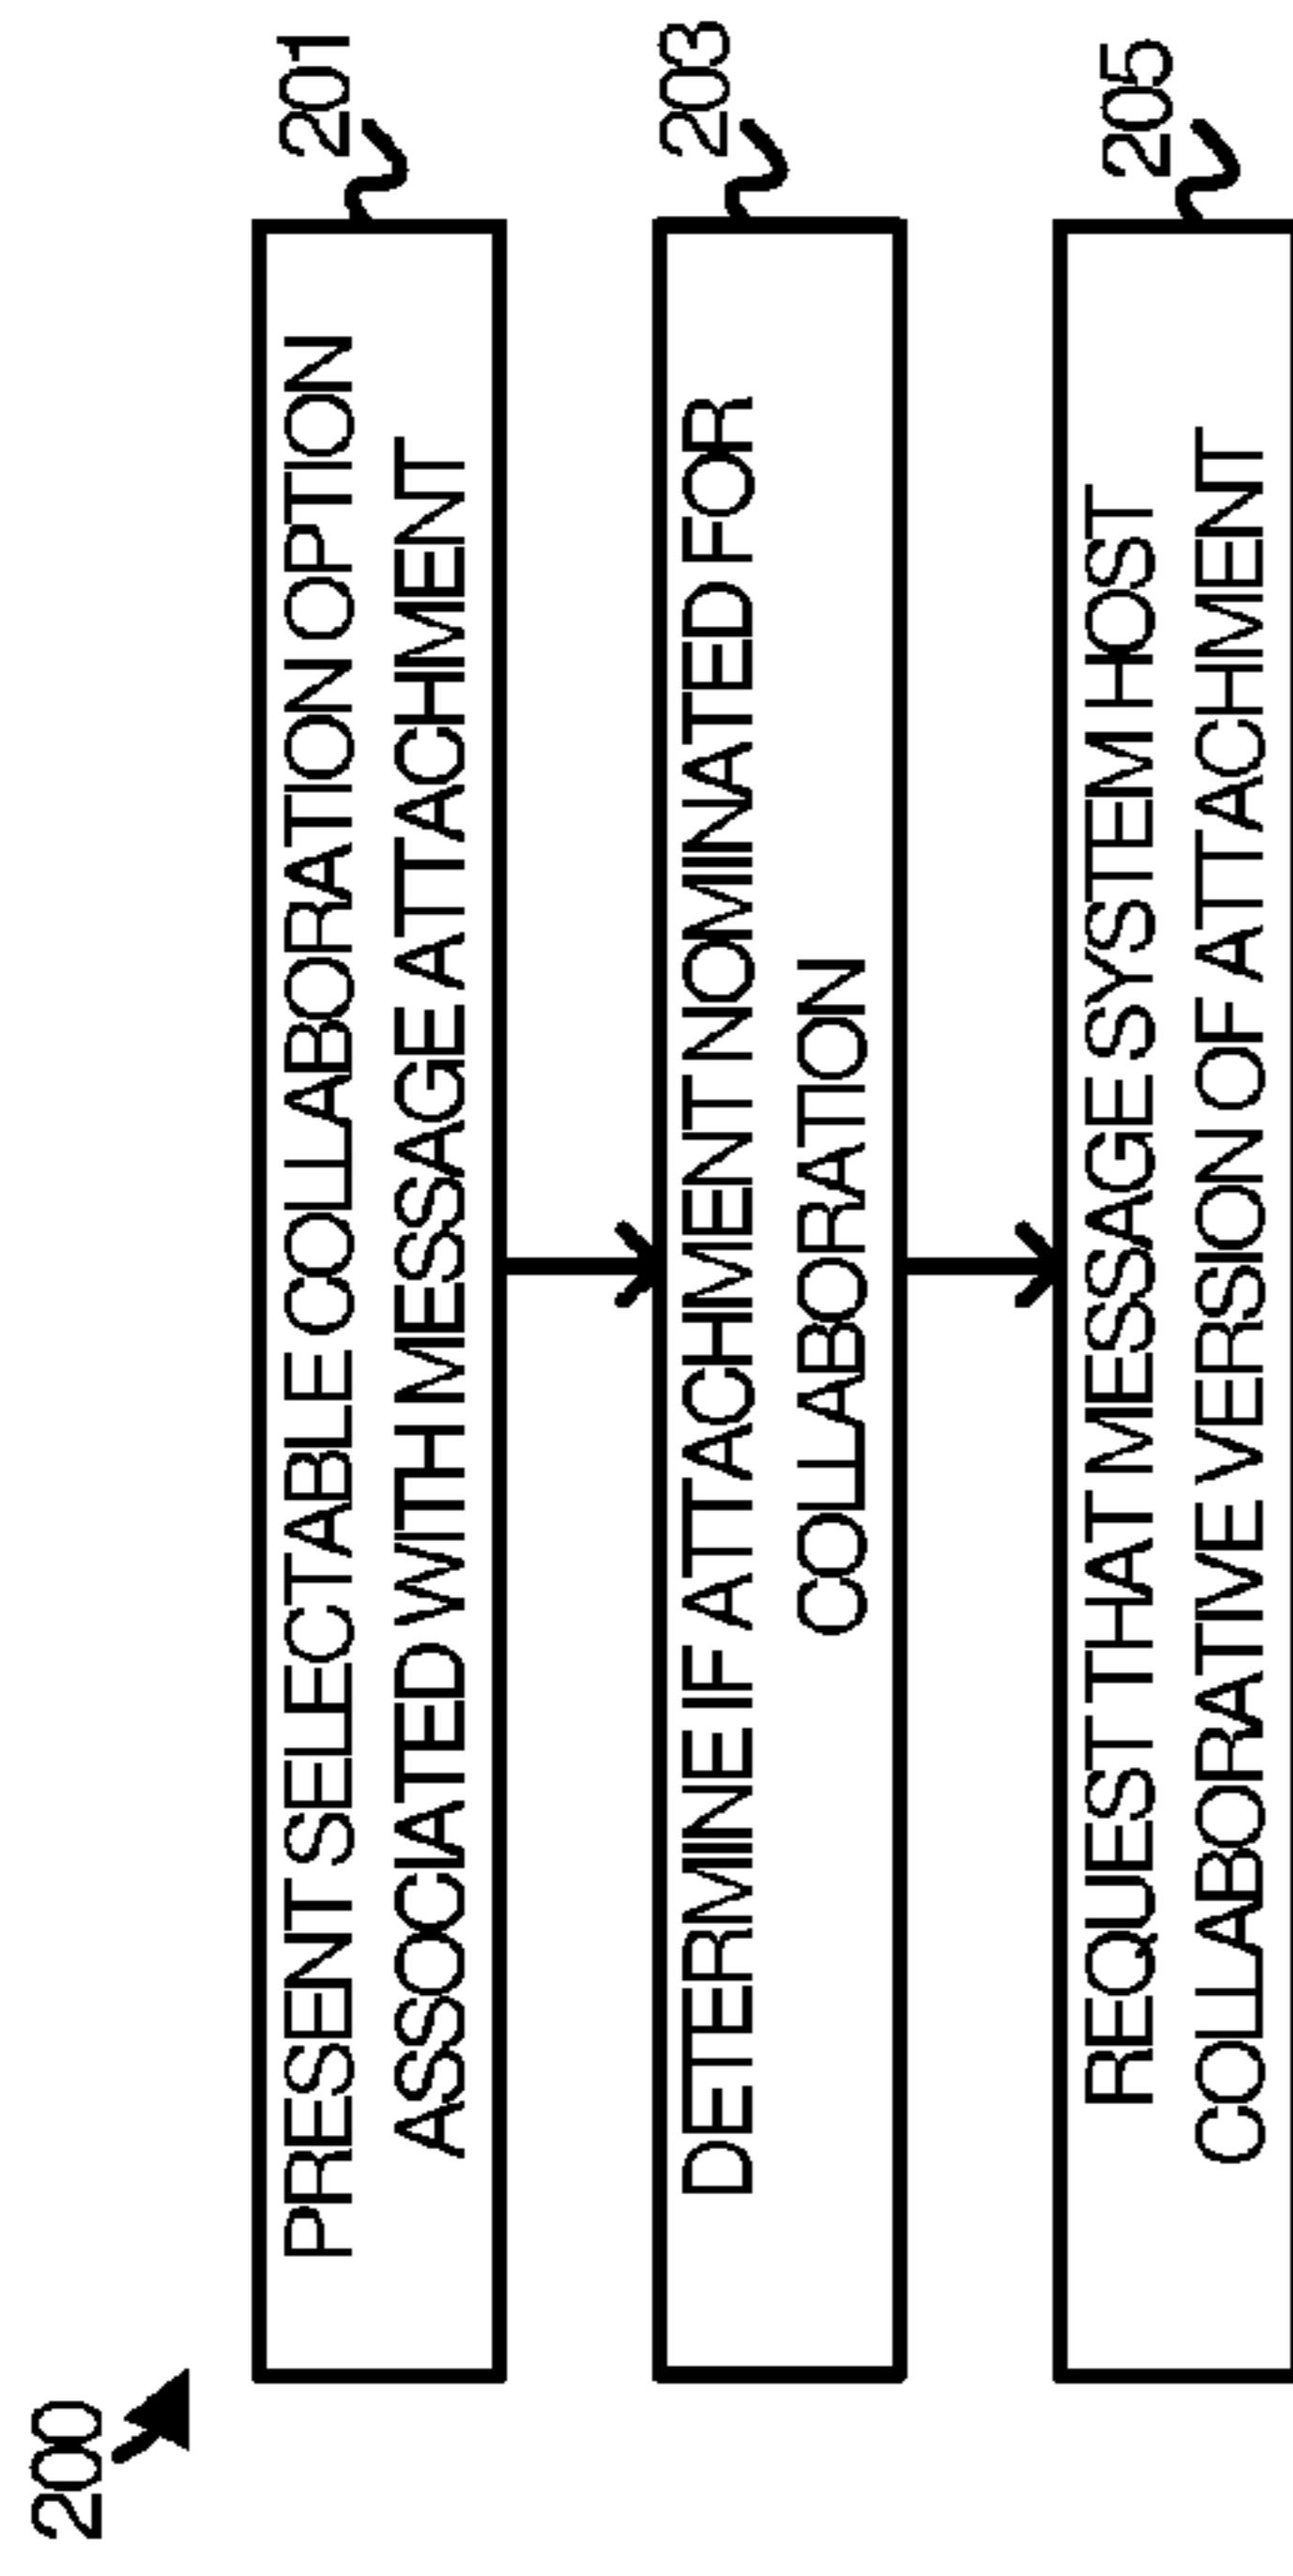 200
PRESENT SELECTABLE COLLABORATION OPTION
ASSOCIATED WITH MESSAGE ATTACHMENT
201
DETERMINE IF ATTACHMENT NOMINATED FOR
COLLABORATION
203
REQUEST THAT MESSAGE SYSTEM HOST
COLLABORATIVE VERSION OF ATTACHMENT
205